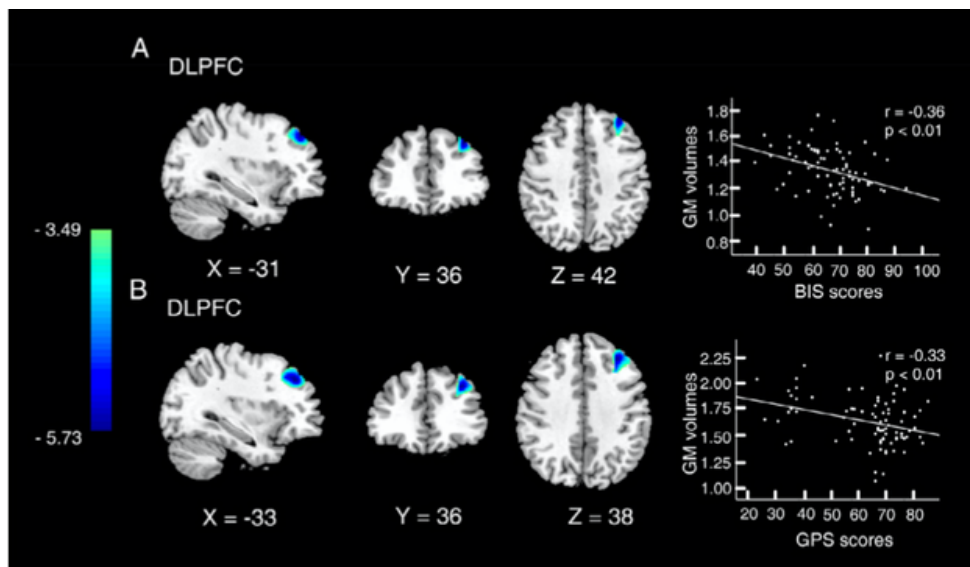 A
DLPFC
r = -0.36
p < 0.01
1.8
1.6
1.4
1.2
1.0
0.8
GM volumes
40 50 60 70 80 90 100
BIS scores
X = -31
Y = 36
Z = 42
- 3.49
- 5.73
B
DLPFC
r = -0.33
p < 0.01
2.25
2.00
1.75
1.50
1.25
1.00
GM volumes
20 30 40 50 60 70 80
GPS scores
X = -33
Y = 36
Z = 38